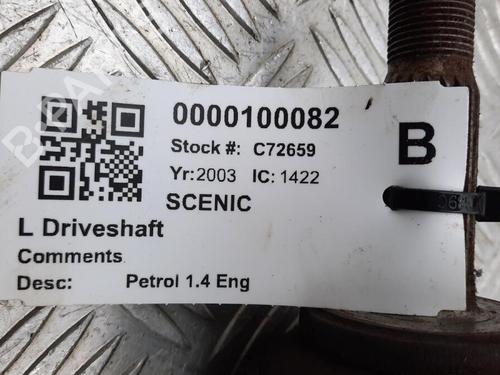 0000100082
Stock #: C72659
B
Yr:2003 IC: 1422
SCENIC
L Driveshaft
Comments
Desc: Petrol 1.4 Eng